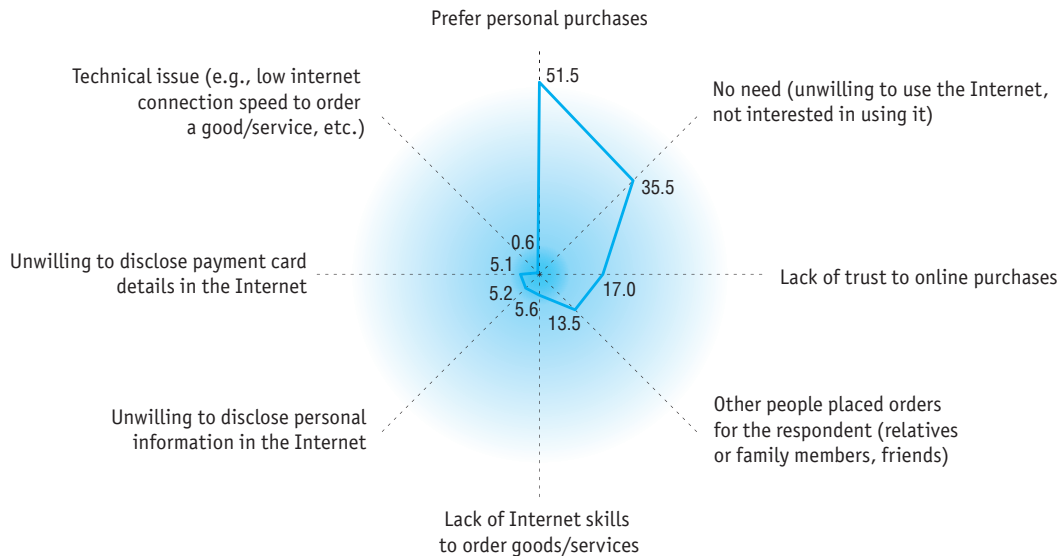 Prefer personal purchases
51.5
Technical issue (e.g., low internet
connection speed to order
a good/service, etc.)
No need (unwilling to use the Internet,
not interested in using it)
35.5
0.6
Unwilling to disclose payment card
details in the Internet
5.1
Lack of trust to online purchases
17.0
5.2
5.6
13.5
Unwilling to disclose personal
information in the Internet
Other people placed orders
for the respondent (relatives
or family members, friends)
Lack of Internet skills
to order goods/services